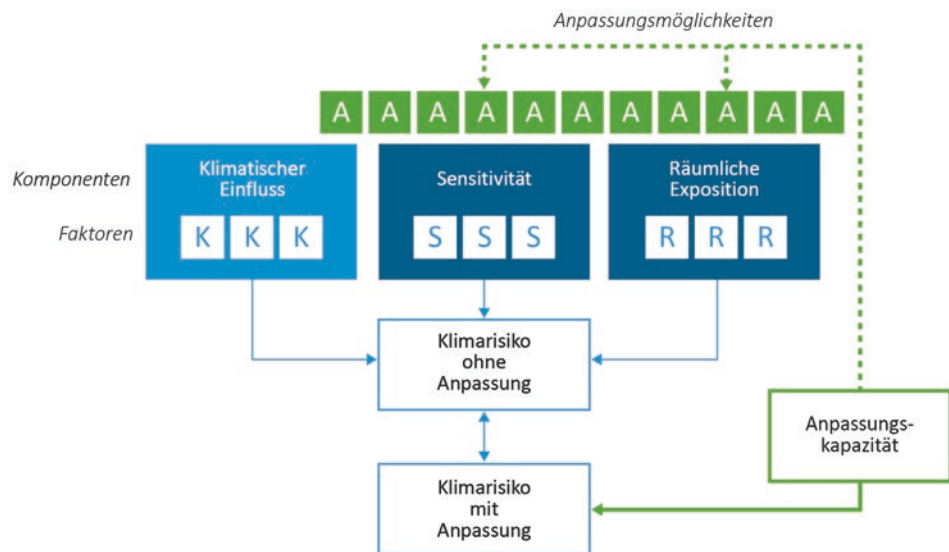 Anpassungsmöglichkeiten
A A A A A A A A A A A
Komponenten
Klimatischer
Einfluss
Sensitivität
Räumliche
Exposition
Faktoren
K K K
S S S
R R R
Klimarisiko
ohne
Anpassung
Anpassungs-
kapazität
Klimarisiko
mit
Anpassung